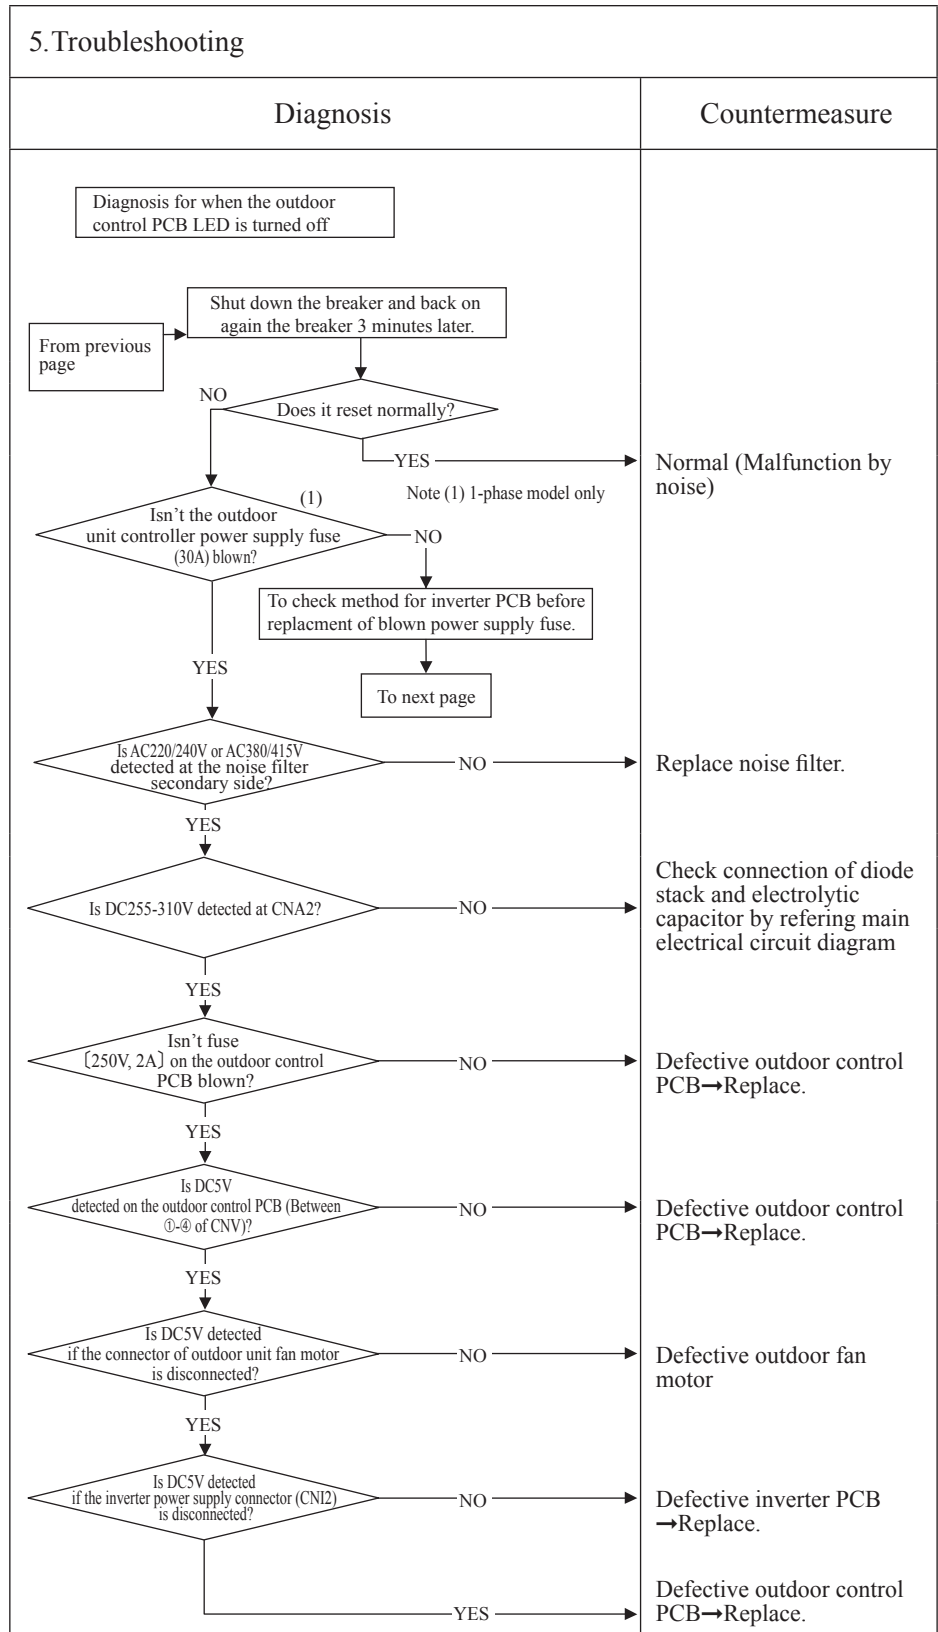 5.Troubleshooting
Diagnosis
Countermeasure
Diagnosis for when the outdoor
control PCB LED is turned off
Shut down the breaker and back on
again the breaker 3 minutes later.
From previous
page
NO
Does it reset normally?
YES
Normal (Malfunction by
noise)
Note (1) 1-phase model only
(1)
Isn't the outdoor
unit controller power supply fuse
(30A) blown?
NO
To check method for inverter PCB before
replacment of blown power supply fuse.
YES
To next page
Is AC220/240V or AC380/415V
detected at the noise filter
secondary side?
NO
Replace noise filter.
YES
Is DC255-310V detected at CNA2?
NO
Check connection of diode
stack and electrolytic
capacitor by refering main
electrical circuit diagram
YES
Isn't fuse
〔250V, 2A〕on the outdoor control
PCB blown?
NO
Defective outdoor control
PCB→Replace.
YES
Is DC5V
detected on the outdoor control PCB (Between
①-④ of CNV)?
NO
Defective outdoor control
PCB→Replace.
YES
Is DC5V detected
if the connector of outdoor unit fan motor
is disconnected?
NO
Defective outdoor fan
motor
YES
Is DC5V detected
if the inverter power supply connector (CNI2)
is disconnected?
NO
Defective inverter PCB
→Replace.
YES
Defective outdoor control
PCB→Replace.